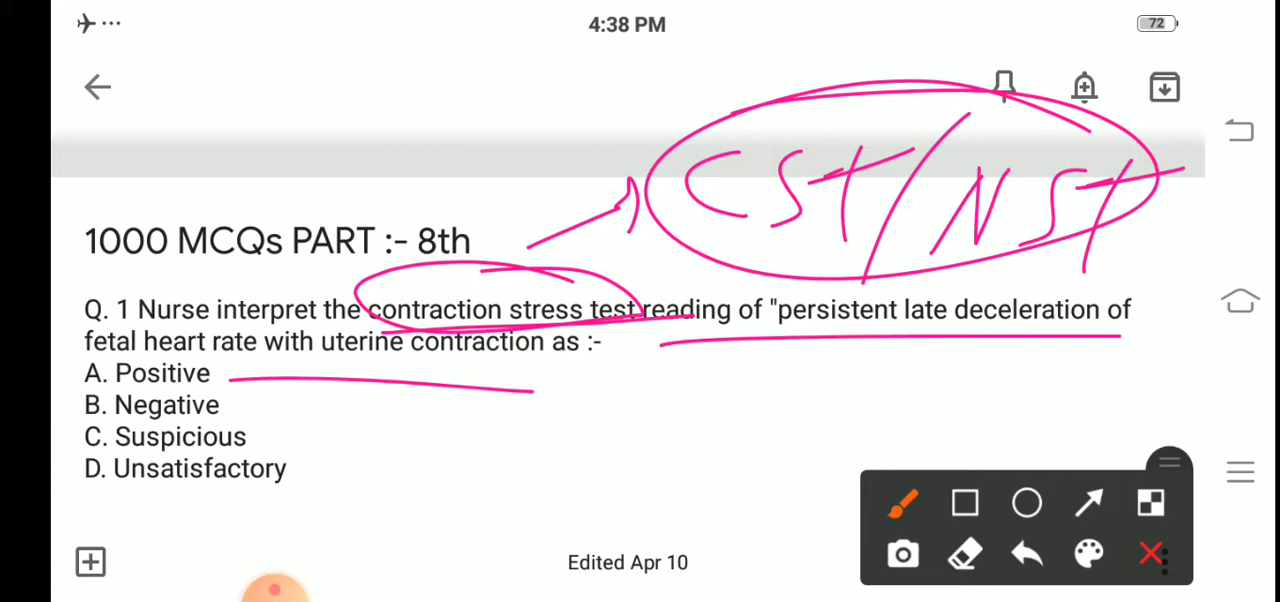 4:38 PM
72
CST/NST
1000 MCQs PART :- 8th
Q. 1 Nurse interpret the contraction stress test reading of "persistent late deceleration of
fetal heart rate with uterine contraction as :-
A. Positive
B. Negative
C. Suspicious
D. Unsatisfactory
Edited Apr 10